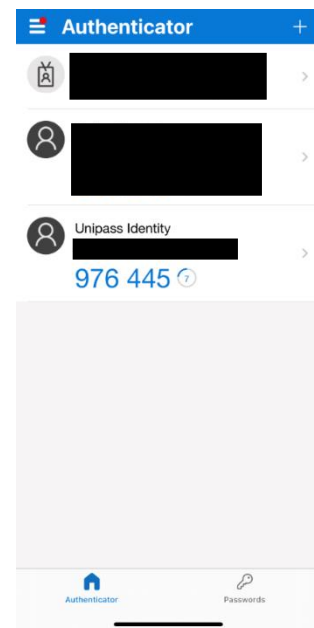 Authenticator
Unipass Identity
976 445 7
Authenticator
Passwords